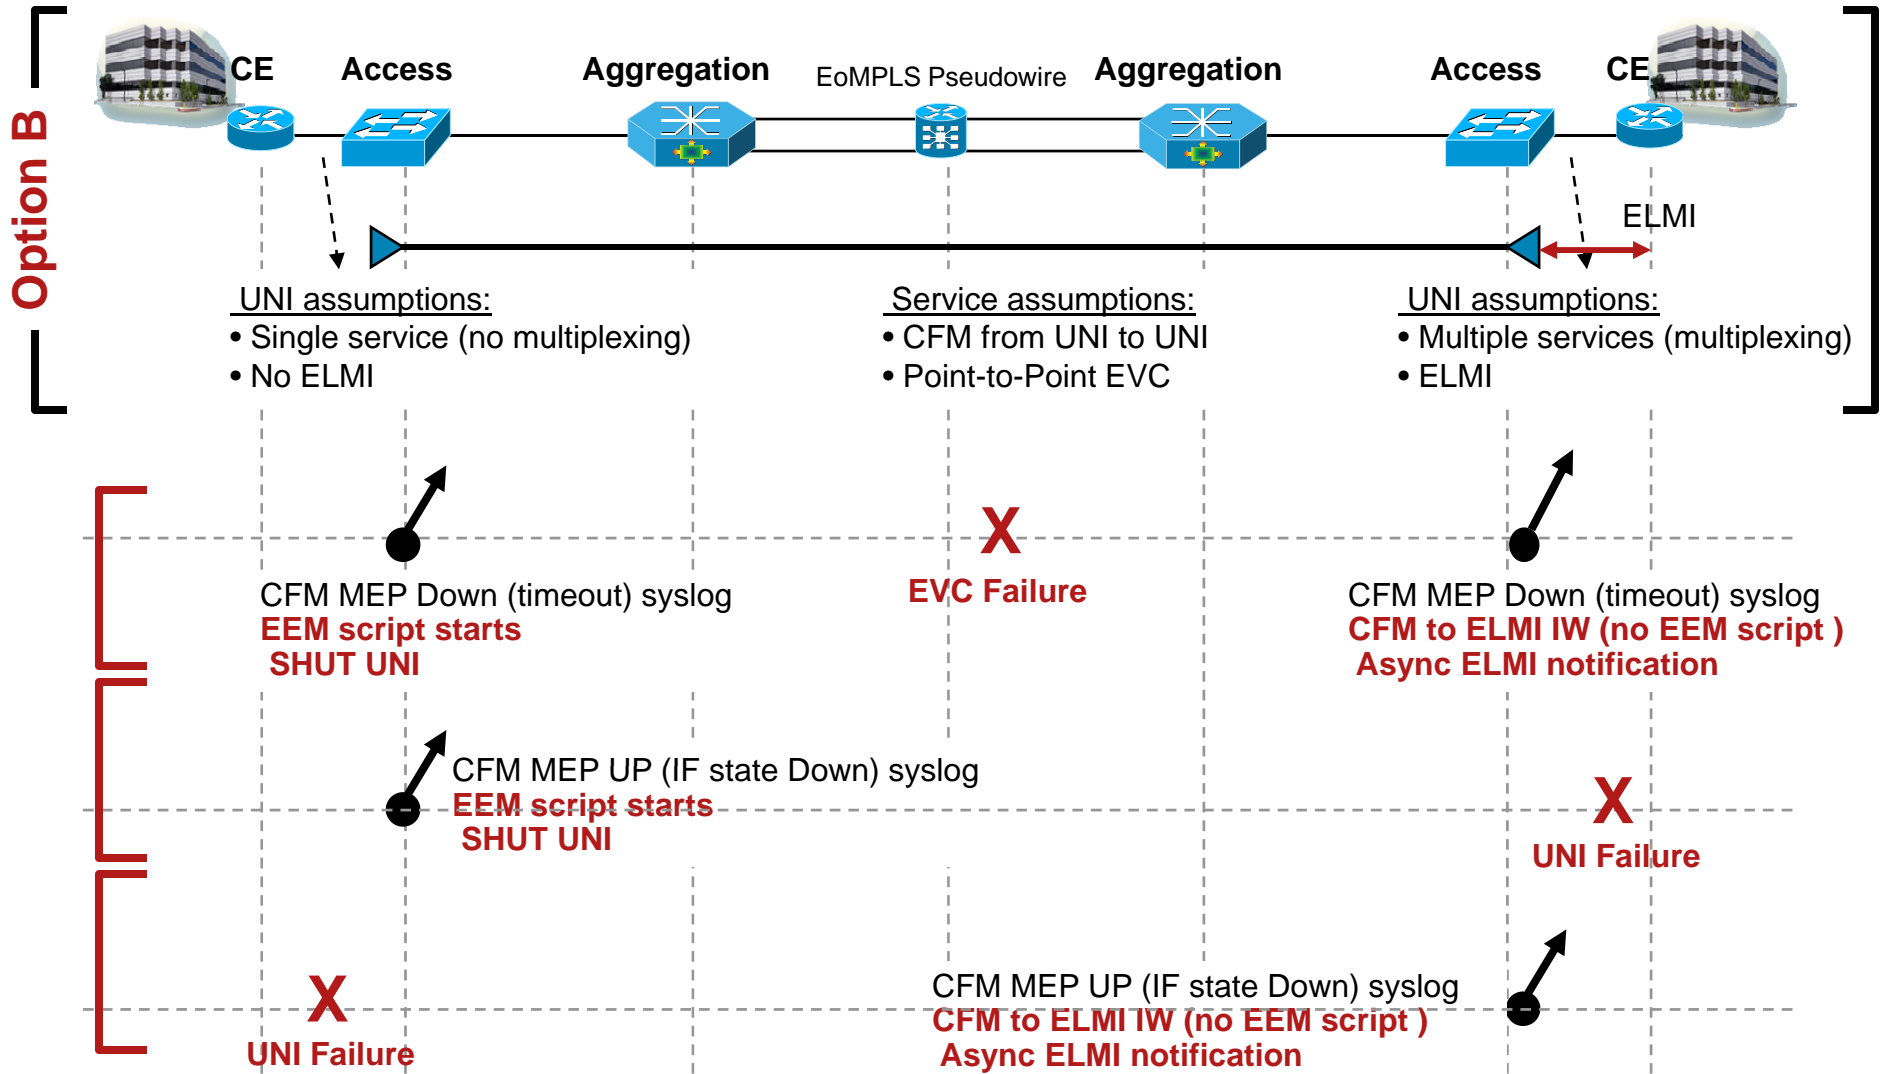 Option B
CE
Access
Aggregation
EoMPLS Pseudowire
Aggregation
Access
CE
ELMI
UNI assumptions:
• Single service (no multiplexing)
• No ELMI
Service assumptions:
• CFM from UNI to UNI
• Point-to-Point EVC
UNI assumptions:
• Multiple services (multiplexing)
• ELMI
X
EVC Failure
CFM MEP Down (timeout) syslog
EEM script starts
SHUT UNI
CFM MEP Down (timeout) syslog
CFM to ELMI IW (no EEM script )
Async ELMI notification
CFM MEP UP (IF state Down) syslog
EEM script starts
SHUT UNI
X
UNI Failure
X
UNI Failure
CFM MEP UP (IF state Down) syslog
CFM to ELMI IW (no EEM script )
Async ELMI notification